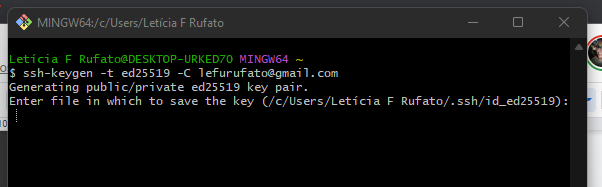 MINGW64:/c/Users/Letícia F Rufato
Letícia F Rufato@DESKTOP-URKED7O MINGW64 ~
$ ssh-keygen -t ed25519 -C lefurufato@gmail.com
Generating public/private ed25519 key pair.
Enter file in which to save the key (/c/Users/Letícia F Rufato/.ssh/id_ed25519):